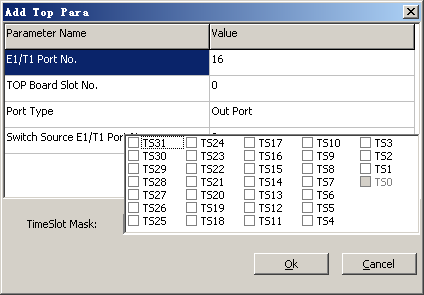 Add Top Para
Parameter Name Value
E1/T1 Port No. 16
TOP Board Slot No. 0
Port Type Out Port
Switch Source E1/T1 Port
TS31 TS24 TS17 TS10 TS3
TS30 TS23 TS16 TS9 TS2
TS29 TS22 TS15 TS8 TS1
TS28 TS21 TS14 TS7 TS0
TS27 TS20 TS13 TS6
TS26 TS19 TS12 TS5
TS25 TS18 TS11 TS4
TimeSlot Mask:
Ok Cancel